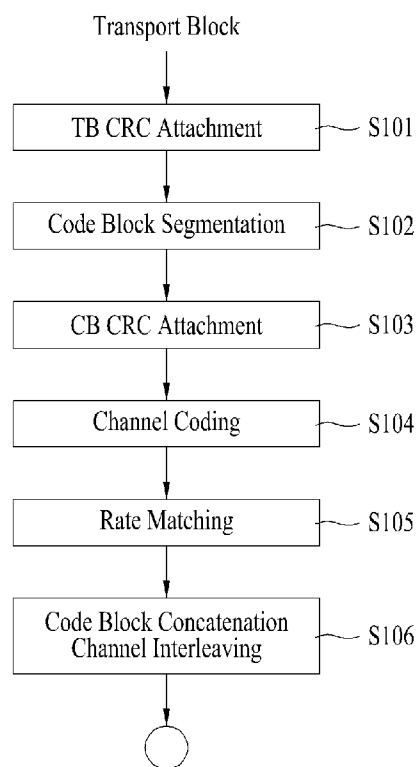 Transport Block
TB CRC Attachment S101
Code Block Segmentation S102
CB CRC Attachment S103
Channel Coding S104
Rate Matching S105
Code Block Concatenation
Channel Interleaving S106